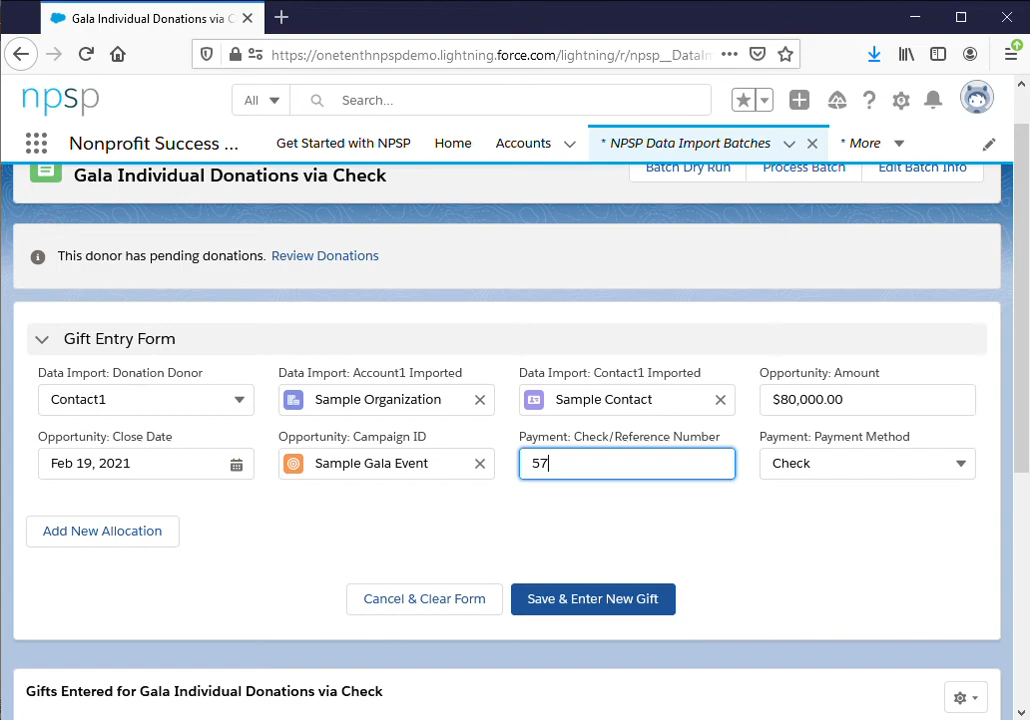 Gala Individual Donations via C
https://onetenthnpspdemo.lightning.force.com/lightning/r/npsp__DataIm
npsp
All
Search...
Nonprofit Success ...
Get Started with NPSP
Home
Accounts
* NPSP Data Import Batches
* More
Gala Individual Donations via Check
Batch Dry Run
Process Batch
Edit Batch Info
This donor has pending donations. Review Donations
Gift Entry Form
Data Import: Donation Donor
Data Import: Account1 Imported
Data Import: Contact1 Imported
Opportunity: Amount
Contact1
Sample Organization
Sample Contact
$80,000.00
Opportunity: Close Date
Opportunity: Campaign ID
Payment: Check/Reference Number
Payment: Payment Method
Feb 19, 2021
Sample Gala Event
57
Check
Add New Allocation
Cancel & Clear Form
Save & Enter New Gift
Gifts Entered for Gala Individual Donations via Check